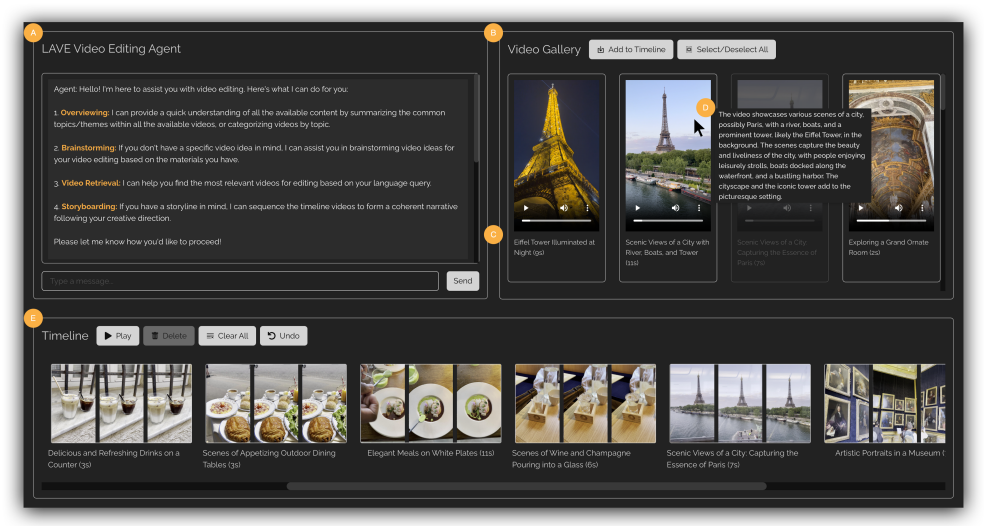 A
LAVE Video Editing Agent
Agent: Hello! I'm here to assist you with video editing. Here's what I can do for you:
1. Overviewing: I can provide a quick understanding of all the available content by summarizing the common
topics/themes within all the available videos, or categorizing videos by topic.
2. Brainstorming: If you don't have a specific video idea in mind, I can assist you in brainstorming video ideas for
your video editing based on the materials you have.
3. Video Retrieval: I can help you find the most relevant videos for editing based on your language query.
4. Storyboarding: If you have a storyline in mind, I can sequence the timeline videos to form a coherent narrative
following your creative direction.
Please let me know how you'd like to proceed!
Type a message...
Send
B
Video Gallery
Add to Timeline
Select/Deselect All
D
The video showcases various scenes of a city,
possibly Paris, with a river, boats, and a
prominent tower, likely the Eiffel Tower, in the
background. The scenes capture the beauty
and liveliness of the city, with people enjoying
leisurely strolls, boats docked along the
waterfront, and a bustling harbor. The
cityscape and the iconic tower add to the
picturesque setting.
C
Eiffel Tower Illuminated at
Night (9s)
Scenic Views of a City with
River, Boats, and Tower
(11s)
Scenic Views of a City:
Capturing the Essence of
Paris (7s)
Exploring a Grand Ornate
Room (2s)
E
Timeline
Play
Delete
Clear All
Undo
Delicious and Refreshing Drinks on a
Counter (3s)
Scenes of Appetizing Outdoor Dining
Tables (3s)
Elegant Meals on White Plates (11s)
Scenes of Wine and Champagne
Pouring into a Glass (6s)
Scenic Views of a City: Capturing the
Essence of Paris (7s)
Artistic Portraits in a Museum (